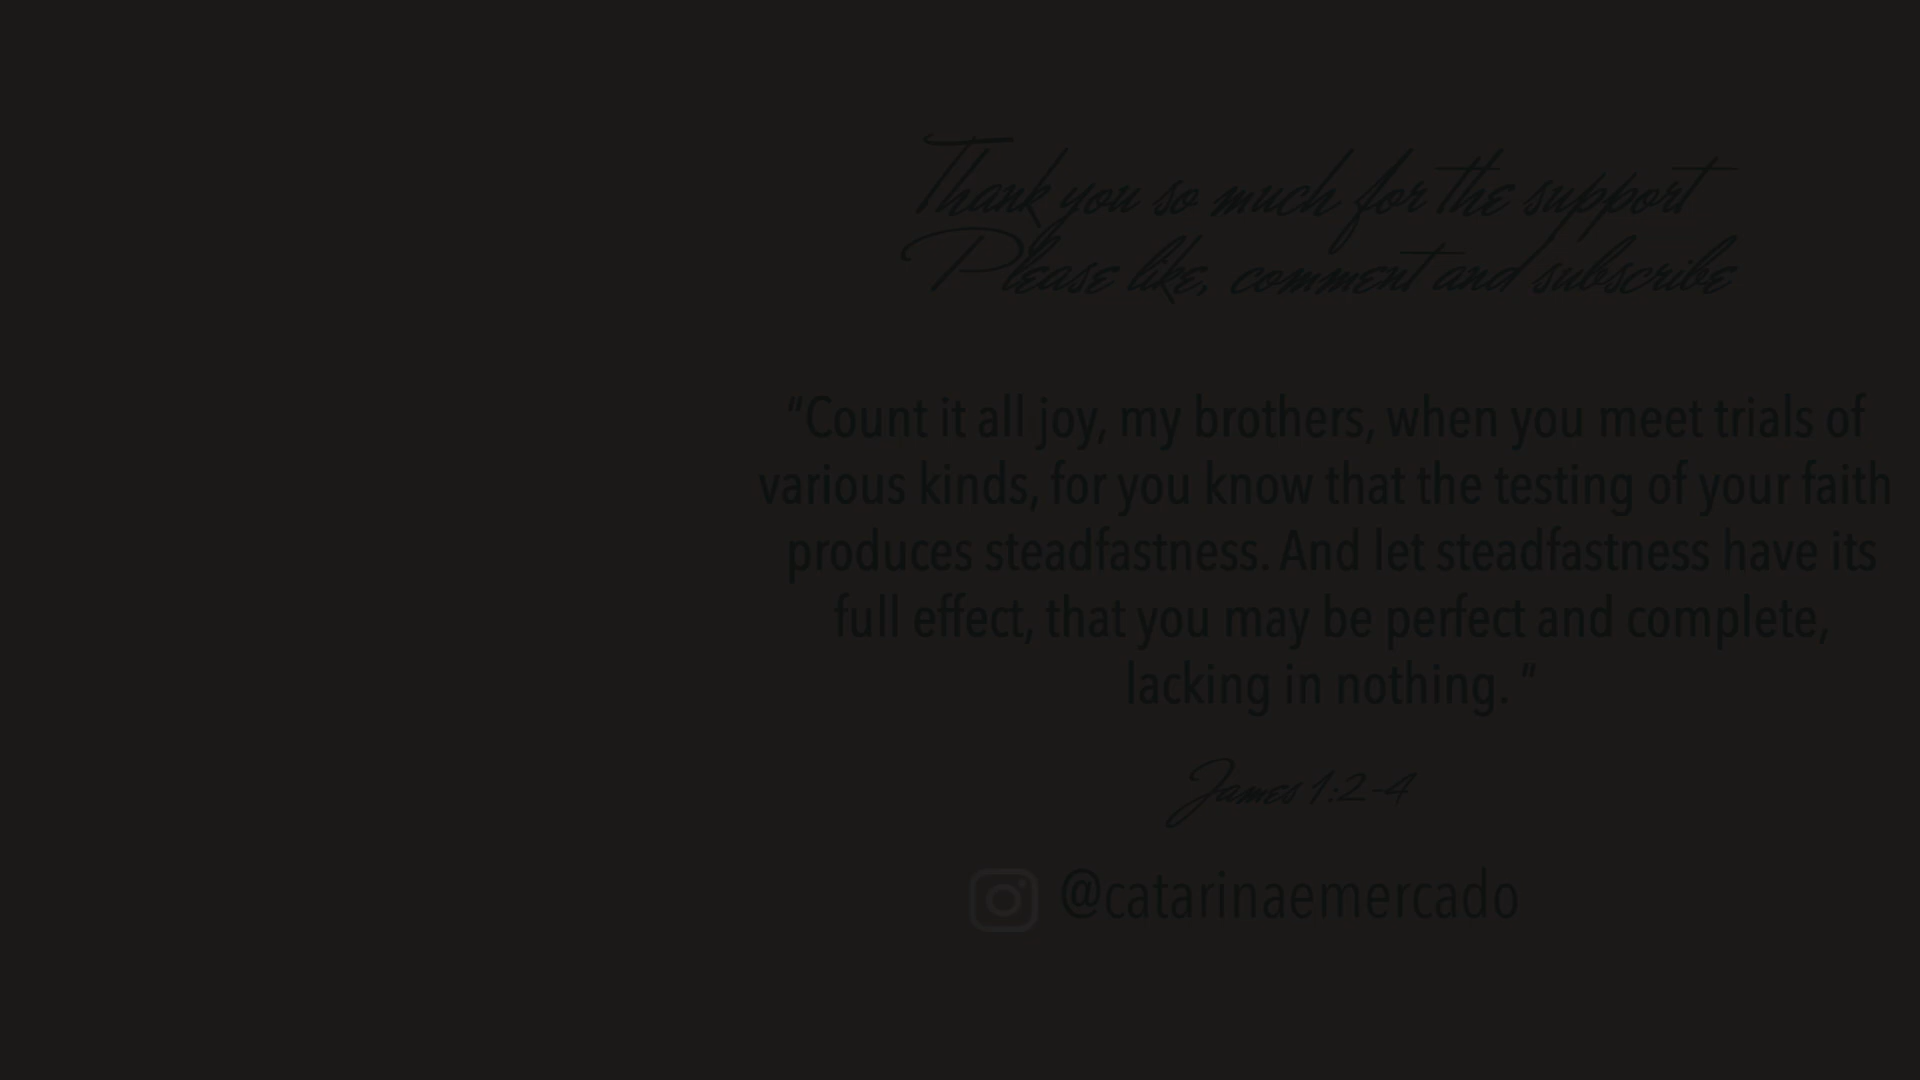 Thank you so much for the support
Please like, comment and subscribe
"Count it all joy, my brothers, when you meet trials of
various kinds, for you know that the testing of your faith
produces steadfastness. And let steadfastness have its
full effect, that you may be perfect and complete,
lacking in nothing. "
James 1:2-4
@catarinaemercado